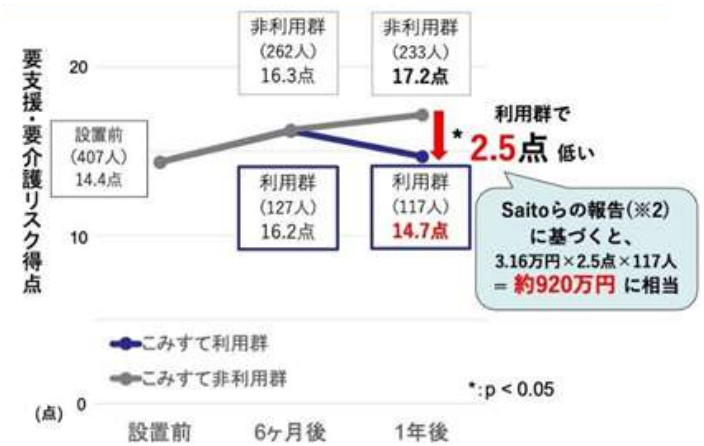 要支援・要介護リスク得点
20
10
0
(点)
設置前
(407人)
14.4点
非利用群
(262人)
16.3点
非利用群
(233人)
17.2点
利用群
(127人)
16.2点
利用群
(117人)
14.7点
*
利用群で
2.5点 低い
Saitoらの報告(※2)
に基づくと、
3.16万円×2.5点×117人
= 約920万円 に相当
こみすて利用群
こみすて非利用群
*:p < 0.05
設置前
6ヶ月後
1年後